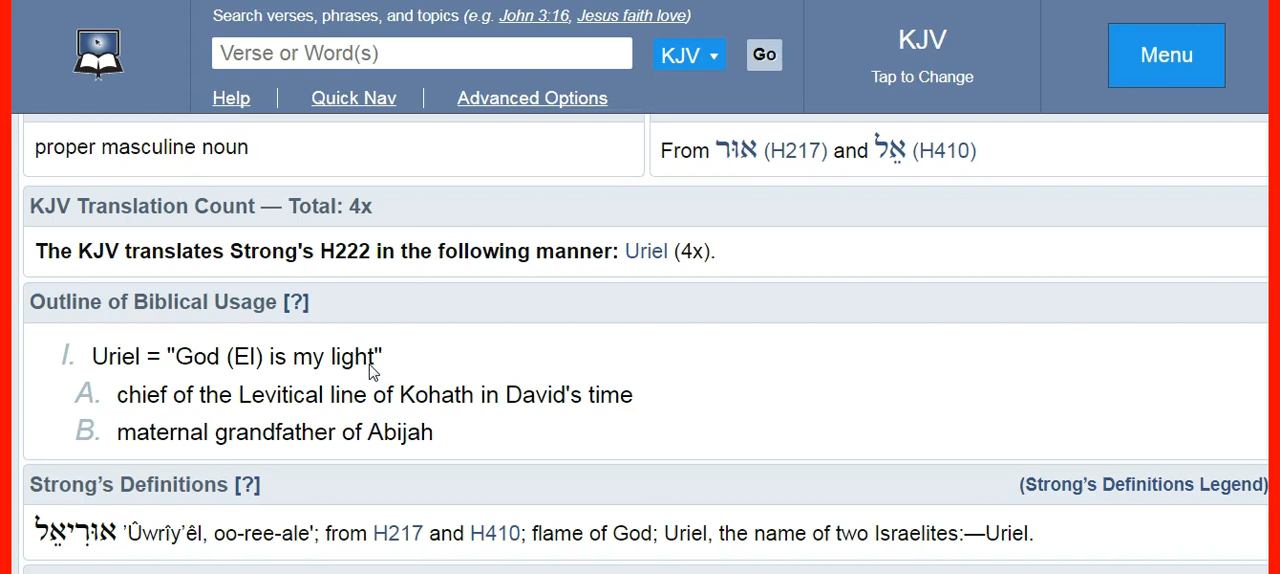 Search verses, phrases, and topics (e.g. John 3:16, Jesus faith love)
Verse or Word(s)
KJV
Go
Help
Quick Nav
Advanced Options
KJV
Tap to Change
Menu
proper masculine noun
From אוּר (H217) and אֵל (H410)
KJV Translation Count — Total: 4x
The KJV translates Strong's H222 in the following manner: Uriel (4x).
Outline of Biblical Usage [?]
I. Uriel = "God (El) is my light"
A. chief of the Levitical line of Kohath in David's time
B. maternal grandfather of Abijah
Strong’s Definitions [?]
(Strong’s Definitions Legend)
אוּרִיאֵל ʼÛwrîyʼêl, oo-ree-ale'; from H217 and H410; flame of God; Uriel, the name of two Israelites:—Uriel.